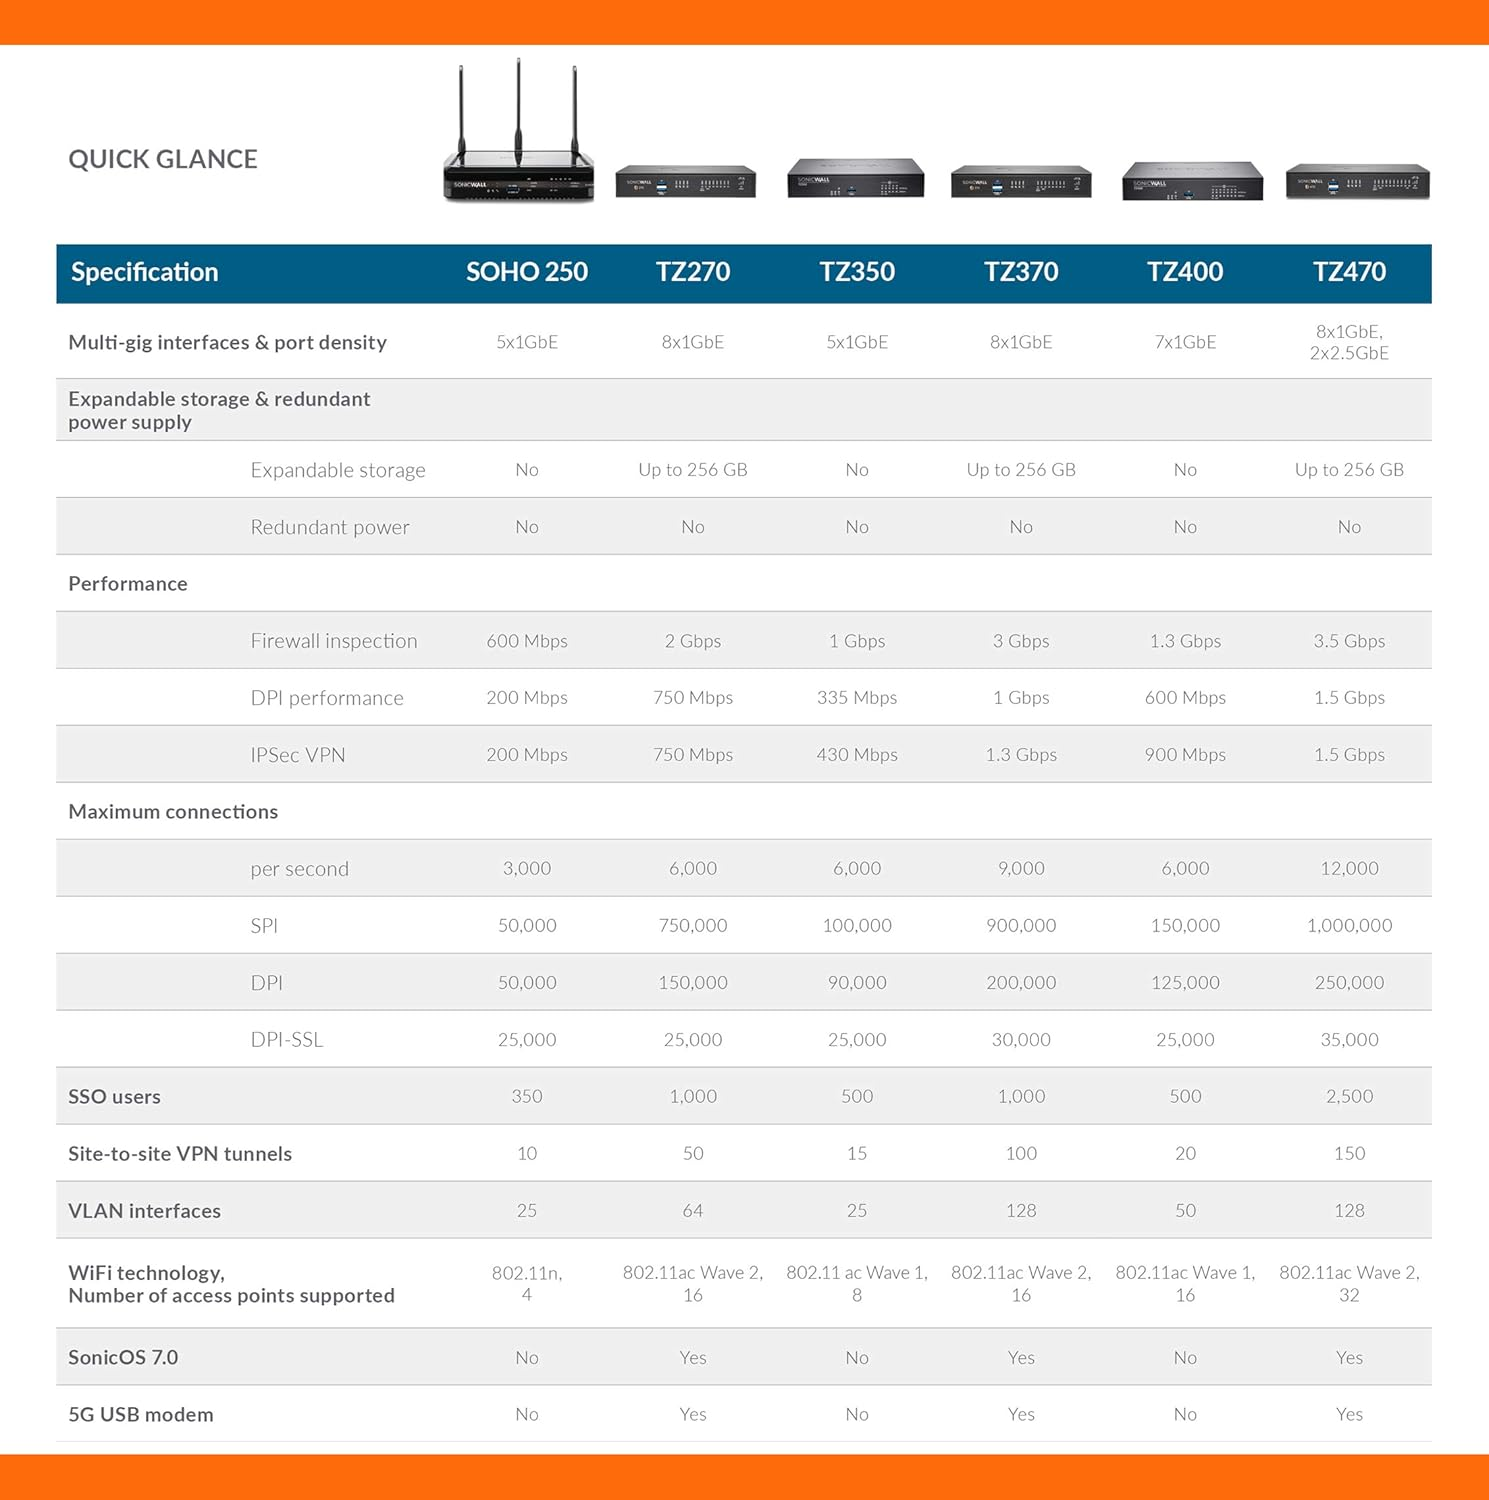 QUICK GLANCE
SONICWALL
SONICWALL
SONICWALL
SONICWALL
SONICWALL
SONICWALL
Specification SOHO 250 TZ270 TZ350 TZ370 TZ400 TZ470
Multi-gig interfaces & port density 5x1GbE 8x1GbE 5x1GbE 8x1GbE 7x1GbE 8x1GbE,
2x2.5GbE
Expandable storage & redundant
power supply
Expandable storage No Up to 256 GB No Up to 256 GB No Up to 256 GB
Redundant power No No No No No No
Performance
Firewall inspection 600 Mbps 2 Gbps 1 Gbps 3 Gbps 1.3 Gbps 3.5 Gbps
DPI performance 200 Mbps 750 Mbps 335 Mbps 1 Gbps 600 Mbps 1.5 Gbps
IPSec VPN 200 Mbps 750 Mbps 430 Mbps 1.3 Gbps 900 Mbps 1.5 Gbps
Maximum connections
per second 3,000 6,000 6,000 9,000 6,000 12,000
SPI 50,000 750,000 100,000 900,000 150,000 1,000,000
DPI 50,000 150,000 90,000 200,000 125,000 250,000
DPI-SSL 25,000 25,000 25,000 30,000 25,000 35,000
SSO users 350 1,000 500 1,000 500 2,500
Site-to-site VPN tunnels 10 50 15 100 20 150
VLAN interfaces 25 64 25 128 50 128
WiFi technology, 802.11n, 802.11ac Wave 2, 802.11 ac Wave 1, 802.11ac Wave 2, 802.11ac Wave 1, 802.11ac Wave 2,
Number of access points supported 4 16 8 16 16 32
SonicOS 7.0 No Yes No Yes No Yes
5G USB modem No Yes No Yes No Yes